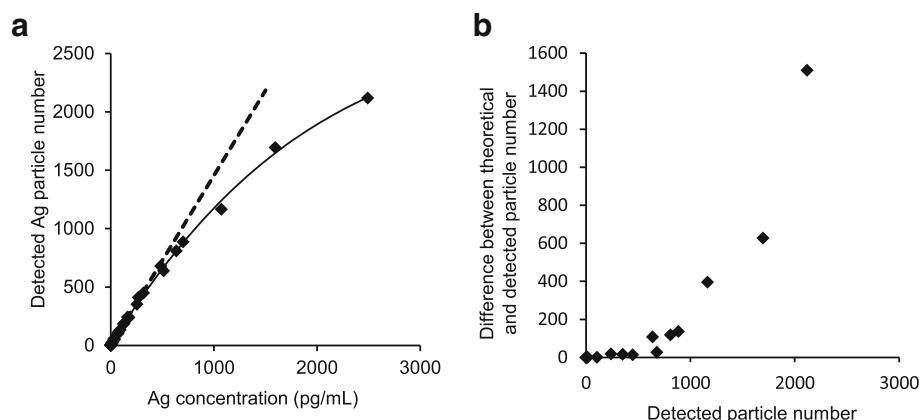 a
Detected Ag particle number
2500
2000
1500
1000
500
0
0 1000 2000 3000
Ag concentration (pg/mL)
b
Difference between theoretical
and detected particle number
1600
1400
1200
1000
800
600
400
200
0
0 1000 2000 3000
Detected particle number